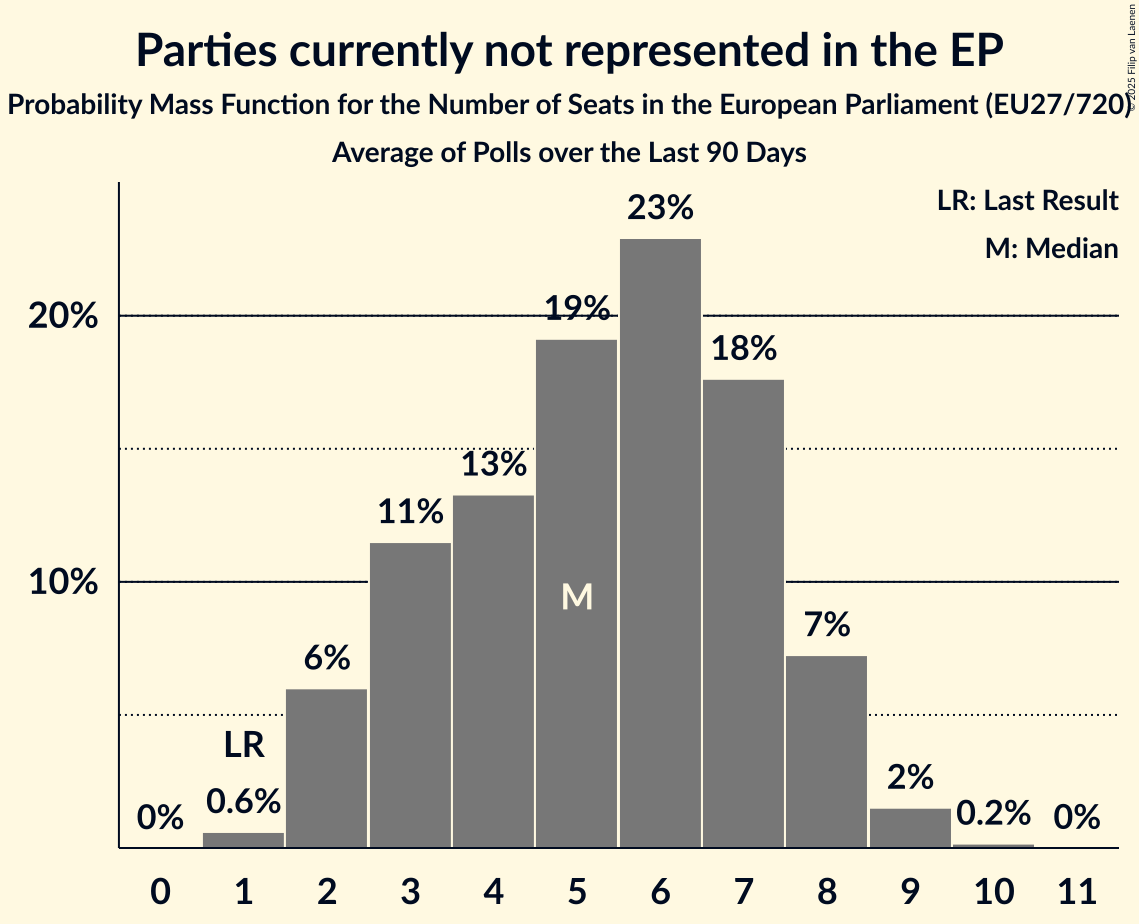 Parties currently not represented in the EP
Probability Mass Function for the Number of Seats in the European Parliament (EU27/720)
Average of Polls over the Last 90 Days
© 2025 Filip van Laenen
LR: Last Result
M: Median
20%
10%
0%
LR
0.6%
6%
11%
13%
19%
M
23%
18%
7%
2%
0.2%
0%
0 1 2 3 4 5 6 7 8 9 10 11